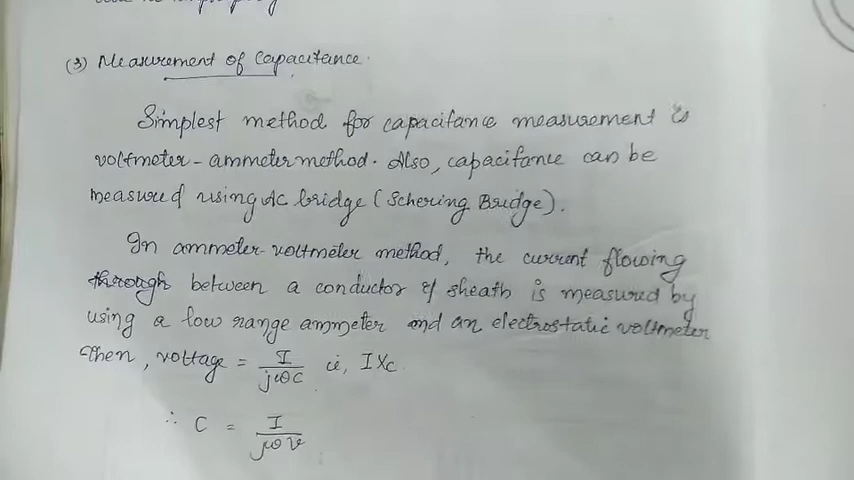 (3) Measurement of Capacitance.
Simplest method for capacitance measurement is
voltmeter-ammeter method. Also, capacitance can be
measured using Ac bridge (Schering Bridge).
In ammeter-voltmeter method, the current flowing
through between a conductor & sheath is measured by
using a low range ammeter and an electrostatic voltmeter
Then, voltage = I / jωC ie, IXc
∴ C = I / jωV